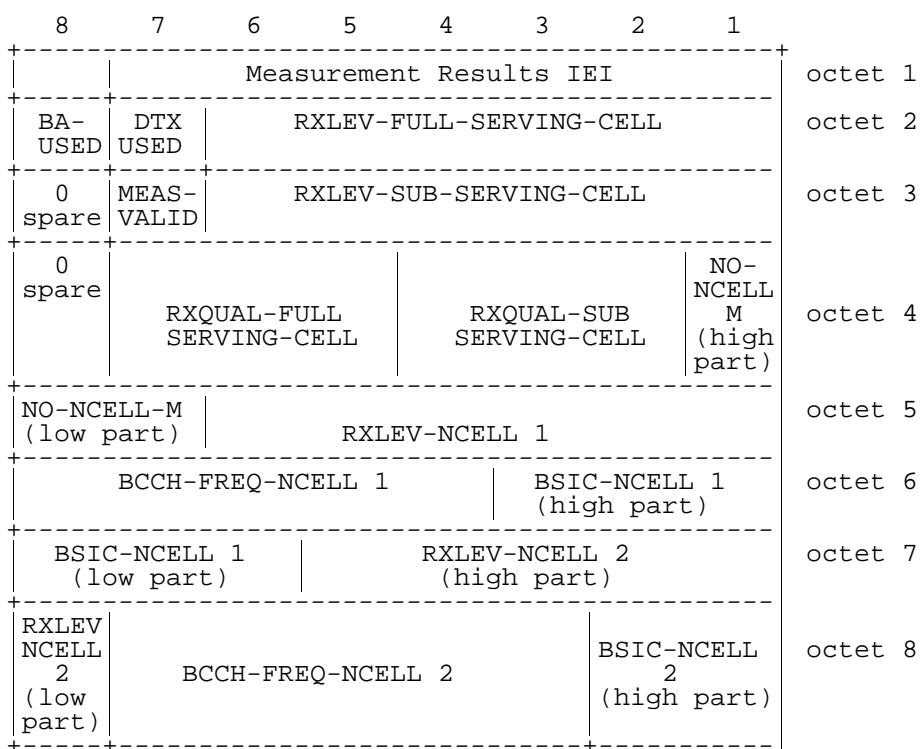 8 7 6 5 4 3 2 1
Measurement Results IEI octet 1
BA- DTX RXLEV-FULL-SERVING-CELL octet 2
USED USED
0 MEAS- RXLEV-SUB-SERVING-CELL octet 3
spare VALID
0 NO-
spare NCELL
RXQUAL-FULL RXQUAL-SUB M octet 4
SERVING-CELL SERVING-CELL (high
part)
NO-NCELL-M octet 5
(low part) RXLEV-NCELL 1
BCCH-FREQ-NCELL 1 BSIC-NCELL 1 octet 6
(high part)
BSIC-NCELL 1 RXLEV-NCELL 2 octet 7
(low part) (high part)
RXLEV
NCELL BSIC-NCELL octet 8
2 BCCH-FREQ-NCELL 2 2
(low (high part)
part)